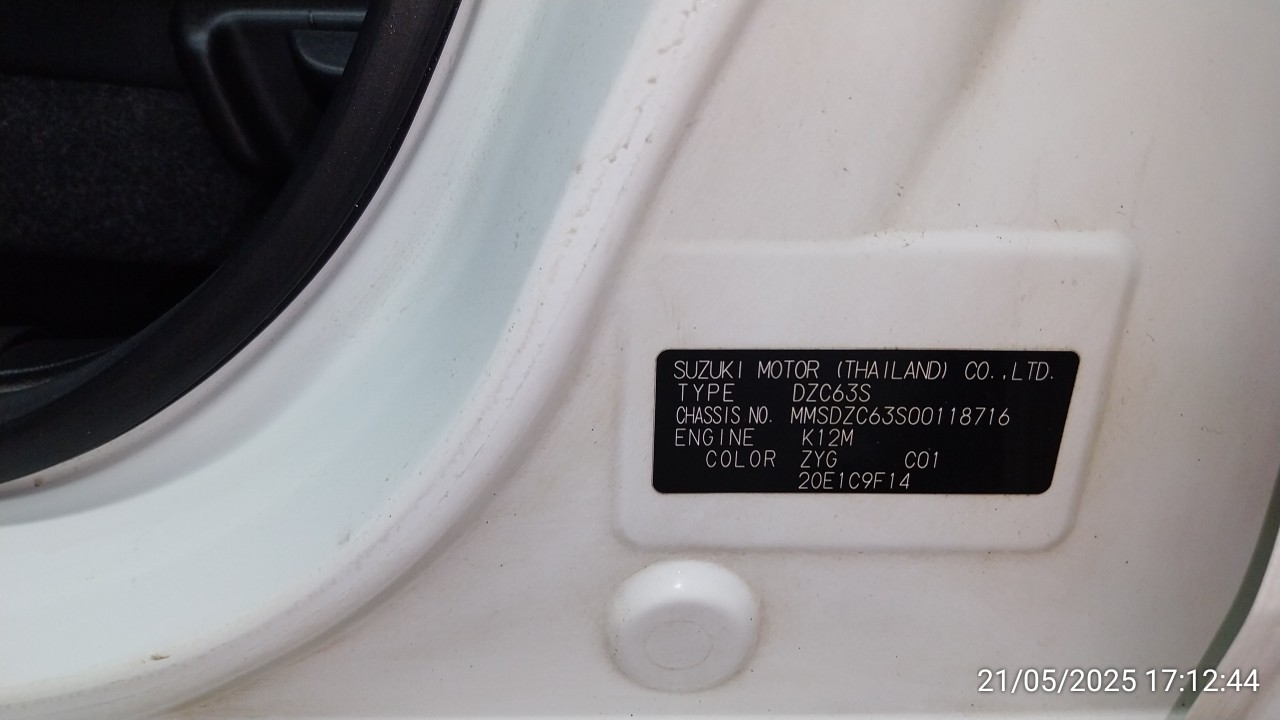 SUZUKI MOTOR (THAILAND) CO.,LTD.
TYPE DZC63S
CHASSIS NO. MMSDZC63S00118716
ENGINE K12M
COLOR ZYG C01
20E1C9F14
21/05/2025 17:12:44